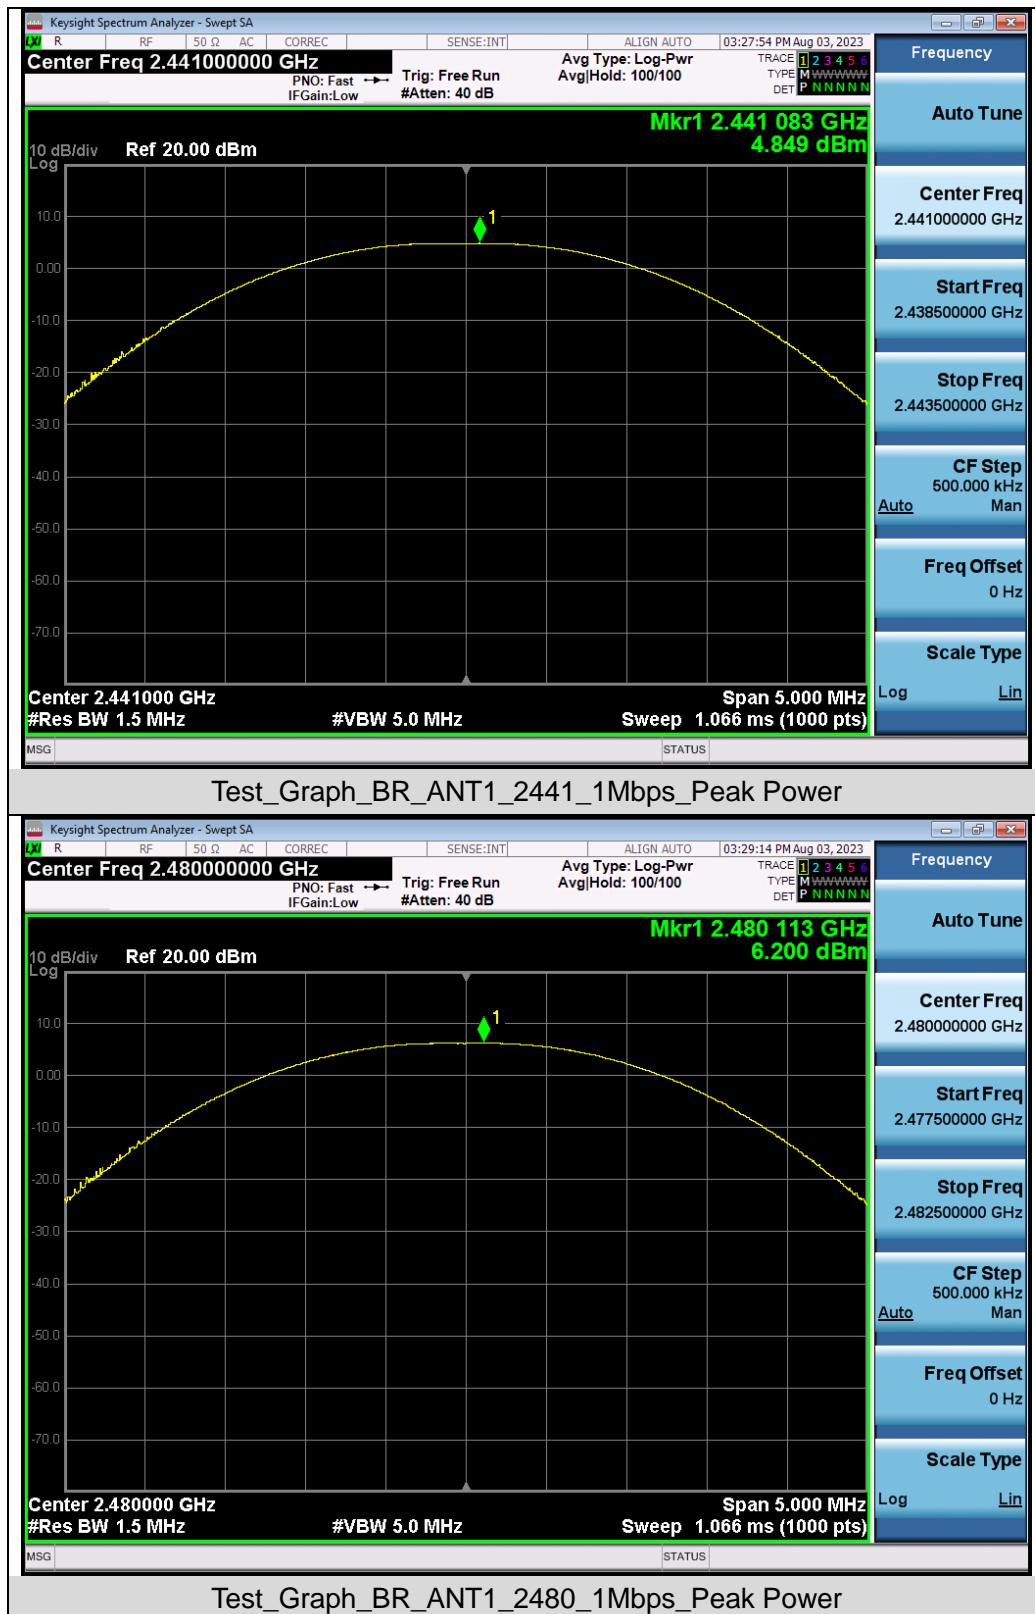 Keysight Spectrum Analyzer - Swept SA
LXI R RF 50 Ω AC CORREC SENSE:INT ALIGN AUTO 03:27:54 PM Aug 03, 2023
Center Freq 2.441000000 GHz
PNO: Fast
IFGain:Low
Trig: Free Run
#Atten: 40 dB
Avg Type: Log-Pwr
Avg|Hold: 100/100
TRACE 1 2 3 4 5 6
TYPE M WWWWW
DET P N N N N N
Frequency
Mkr1 2.441 083 GHz
4.849 dBm
10 dB/div Ref 20.00 dBm
Log
1
10.0
0.00
-10.0
-20.0
-30.0
-40.0
-50.0
-60.0
-70.0
Center 2.441000 GHz
Span 5.000 MHz
#Res BW 1.5 MHz #VBW 5.0 MHz Sweep 1.066 ms (1000 pts)
Auto Tune
Center Freq
2.441000000 GHz
Start Freq
2.438500000 GHz
Stop Freq
2.443500000 GHz
CF Step
500.000 kHz
Auto Man
Freq Offset
0 Hz
Scale Type
Log Lin
MSG STATUS
Test_Graph_BR_ANT1_2441_1Mbps_Peak Power
Keysight Spectrum Analyzer - Swept SA
LXI R RF 50 Ω AC CORREC SENSE:INT ALIGN AUTO 03:29:14 PM Aug 03, 2023
Center Freq 2.480000000 GHz
PNO: Fast
IFGain:Low
Trig: Free Run
#Atten: 40 dB
Avg Type: Log-Pwr
Avg|Hold: 100/100
TRACE 1 2 3 4 5 6
TYPE M WWWWW
DET P N N N N N
Frequency
Mkr1 2.480 113 GHz
6.200 dBm
10 dB/div Ref 20.00 dBm
Log
1
10.0
0.00
-10.0
-20.0
-30.0
-40.0
-50.0
-60.0
-70.0
Center 2.480000 GHz
Span 5.000 MHz
#Res BW 1.5 MHz #VBW 5.0 MHz Sweep 1.066 ms (1000 pts)
Auto Tune
Center Freq
2.480000000 GHz
Start Freq
2.477500000 GHz
Stop Freq
2.482500000 GHz
CF Step
500.000 kHz
Auto Man
Freq Offset
0 Hz
Scale Type
Log Lin
MSG STATUS
Test_Graph_BR_ANT1_2480_1Mbps_Peak Power